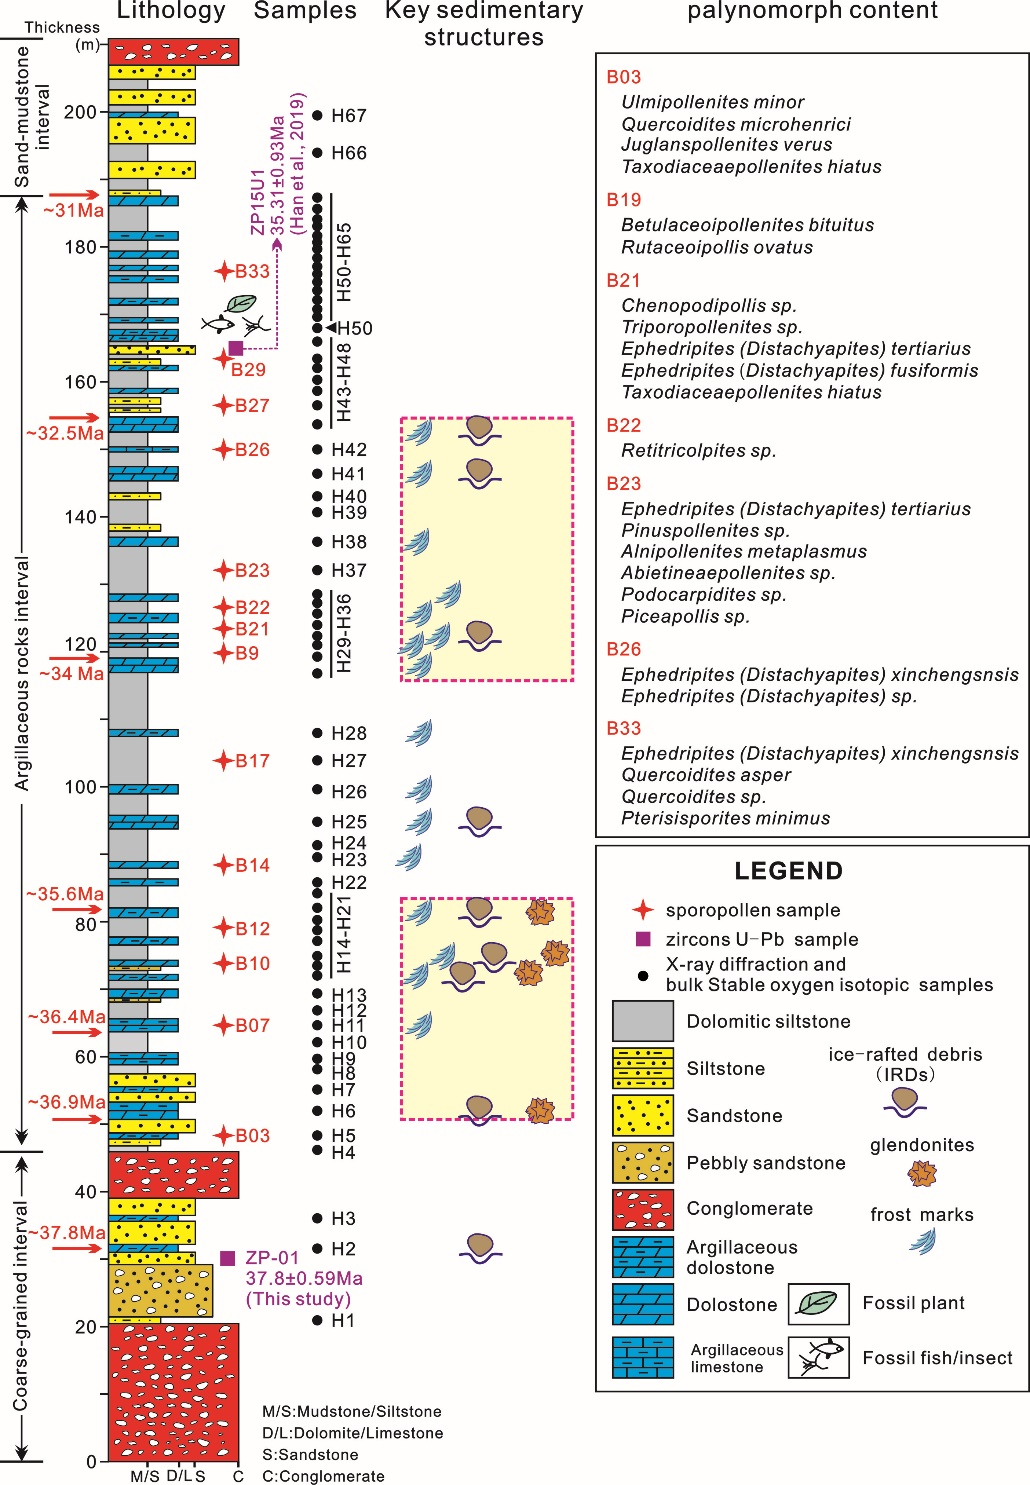 Lithology
Samples
Key sedimentary
structures
palynomorph content
Thickness
(m)
200
180
160
140
120
100
80
60
40
20
0
Sand-mudstone
interval
Argillaceous rocks interval
Coarse-grained interval
~31Ma
~32.5Ma
~34 Ma
~35.6Ma
~36.4Ma
~36.9Ma
~37.8Ma
ZP15U1
35.31±0.93Ma
(Han et al., 2019)
B33
B29
B27
B26
B23
B22
B21
B9
B17
B14
B12
B10
B07
B03
ZP-01
37.8±0.59Ma
(This study)
H67
H66
H50-H65
H50
H43-H48
H42
H41
H40
H39
H38
H37
H29-H36
H28
H27
H26
H25
H24
H23
H22
H14-H21
H13
H12
H11
H10
H9
H8
H7
H6
H5
H4
H3
H2
H1
M/S D/L S C
M/S:Mudstone/Siltstone
D/L:Dolomite/Limestone
S:Sandstone
C:Conglomerate
B03
Ulmipollenites minor
Quercoidites microhenrici
Juglanspollenites verus
Taxodiaceaepollenites hiatus
B19
Betulaceoipollenites bituitus
Rutaceoipollis ovatus
B21
Chenopodipollis sp.
Triporopollenites sp.
Ephedripites (Distachyapites) tertiarius
Ephedripites (Distachyapites) fusiformis
Taxodiaceaepollenites hiatus
B22
Retitricolpites sp.
B23
Ephedripites (Distachyapites) tertiarius
Pinuspollenites sp.
Alnipollenites metaplasmus
Abietineaepollenites sp.
Podocarpidites sp.
Piceapollis sp.
B26
Ephedripites (Distachyapites) xinchengsnsis
Ephedripites (Distachyapites) sp.
B33
Ephedripites (Distachyapites) xinchengsnsis
Quercoidites asper
Quercoidites sp.
Pterisisporites minimus
LEGEND
sporopollen sample
zircons U-Pb sample
X-ray diffraction and
bulk Stable oxygen isotopic samples
Dolomitic siltstone
Siltstone
Sandstone
Pebbly sandstone
Conglomerate
Argillaceous
dolostone
Dolostone
Argillaceous
limestone
ice-rafted debris
(IRDs)
glendonites
frost marks
Fossil plant
Fossil fish/insect